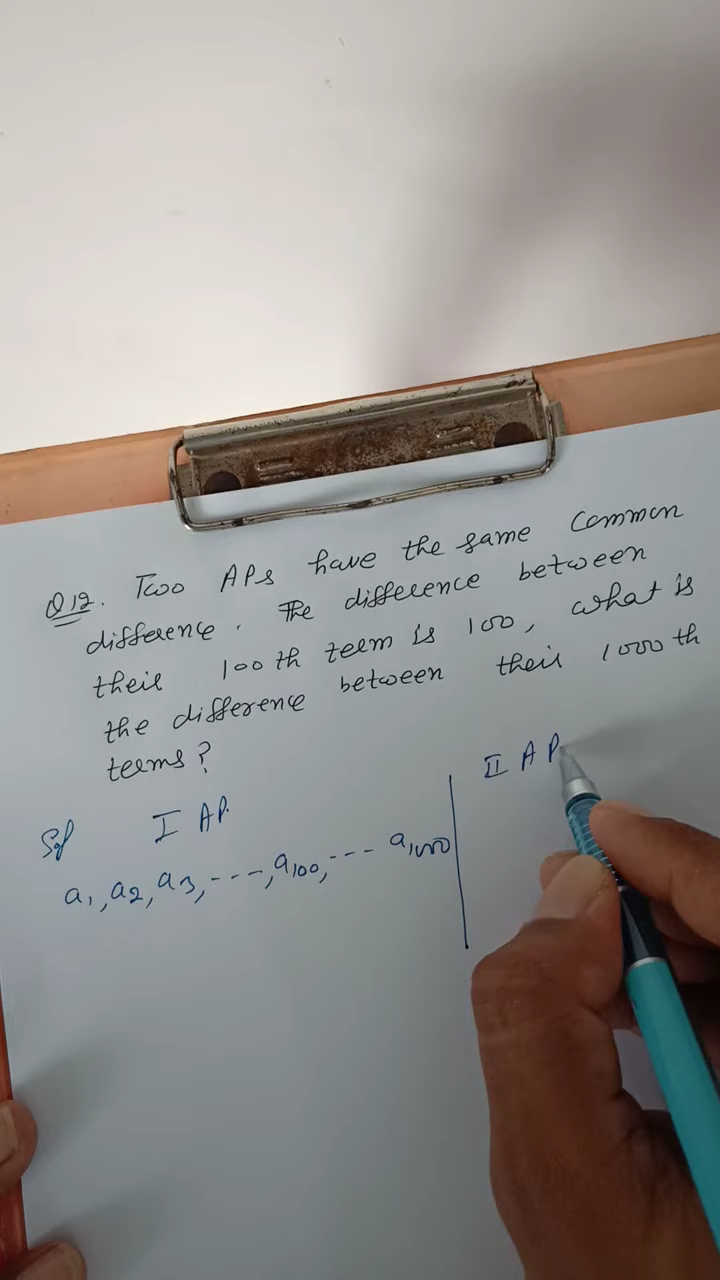 Q12. Two APs have the same common
difference. The difference between
their 100th term is 100, what is
the difference between their 1000th
terms?
Sol I AP.
a1, a2, a3, ---, a100, --- a1000
II AP